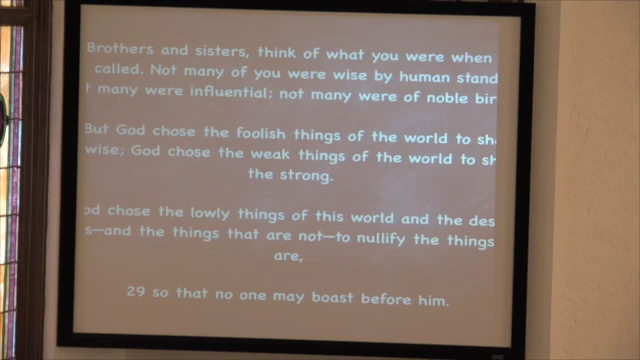 Brothers and sisters, think of what you were when
called. Not many of you were wise by human stand
t many were influential; not many were of noble bir
But God chose the foolish things of the world to sh
wise; God chose the weak things of the world to sh
the strong.
od chose the lowly things of this world and the des
s—and the things that are not—to nullify the things
are,
29 so that no one may boast before him.